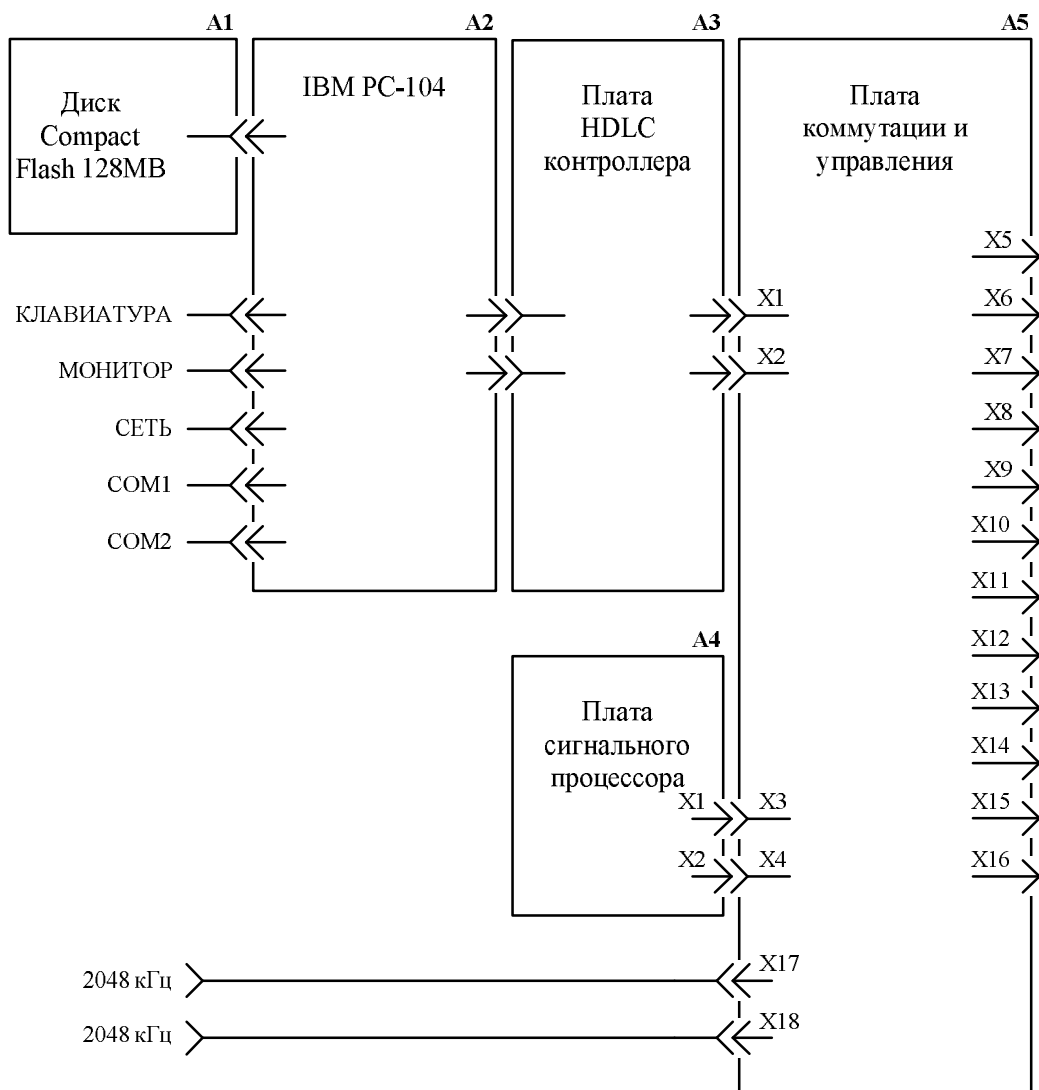 A1
A2
A3
A5
Диск
Compact
Flash 128MB
IBM PC-104
Плата
HDLC
контроллера
Плата
коммутации и
управления
X5
КЛАВИАТУРА
X1
X6
МОНИТОР
X2
X7
СЕТЬ
X8
COM1
X9
COM2
X10
X11
A4
X12
Плата
сигнального
процессора
X13
X14
X1
X3
X15
X2
X4
X16
2048 кГц
X17
2048 кГц
X18